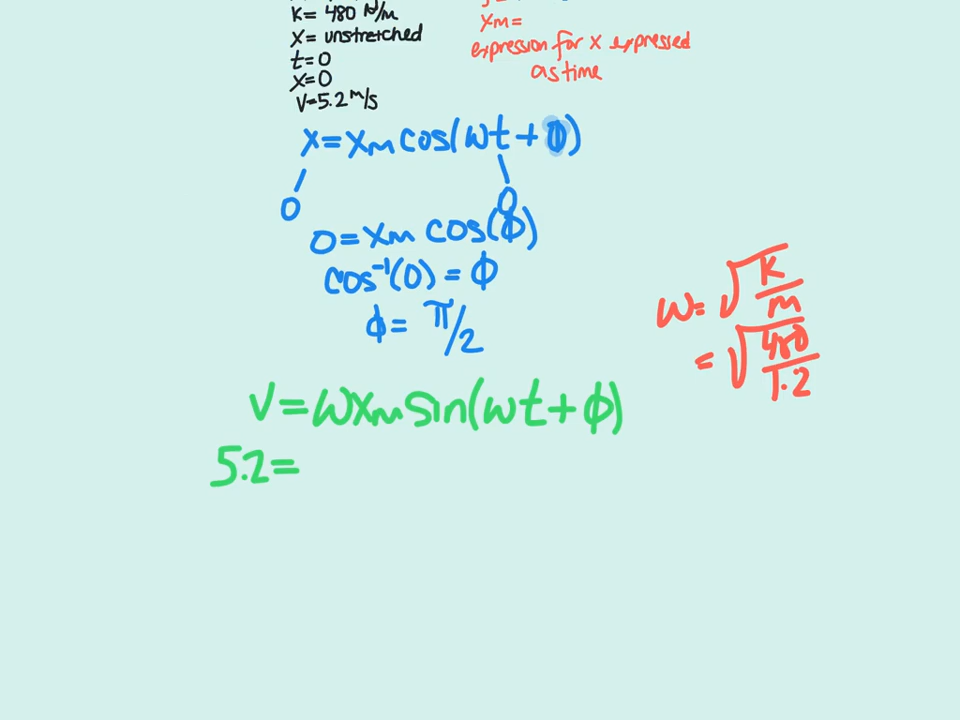 K= 480 N/m
X= unstretched
t=0
X=0
V=5.2 m/s
xm=
expression for x expressed
as time
X=Xm cos(ωt+ϕ)
0
0
0=Xm cos(ϕ)
cos⁻¹(0) = ϕ
ϕ= π/2
ω= √K/m
= √480/1.2
V=ωXm sin(ωt+ϕ)
5.2=